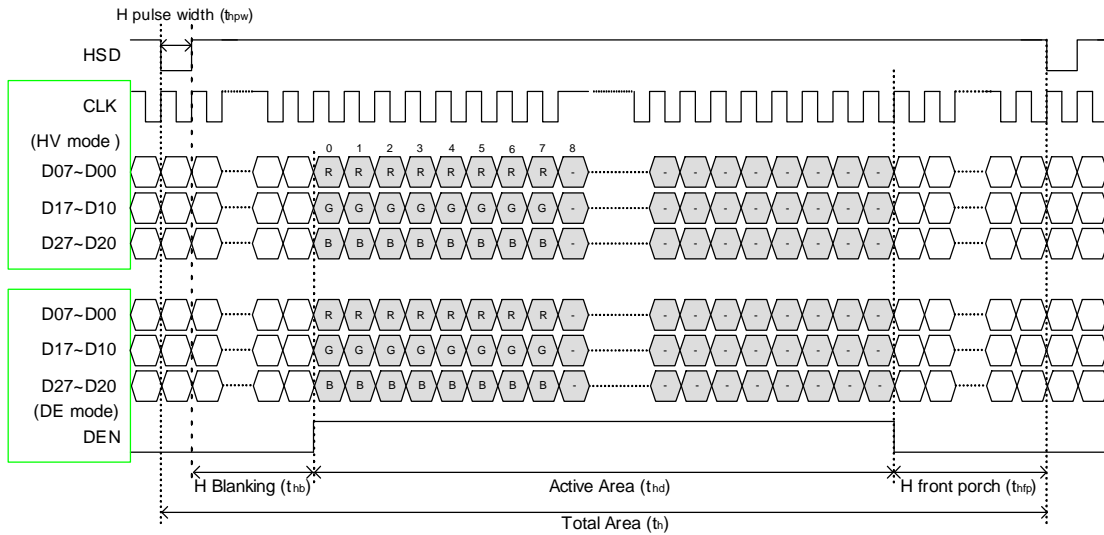 H pulse width (thpw)
HSD
CLK
(HV mode )
0 1 2 3 4 5 6 7 8
D07~D00 R R R R R R R R - - - - - - - - -
D17~D10 G G G G G G G G - - - - - - - - -
D27~D20 B B B B B B B B - - - - - - - - -
D07~D00 R R R R R R R R - - - - - - - - -
D17~D10 G G G G G G G G - - - - - - - - -
D27~D20 B B B B B B B B - - - - - - - - -
(DE mode)
DEN
H Blanking (thb) Active Area (thd) H front porch (thfp)
Total Area (th)